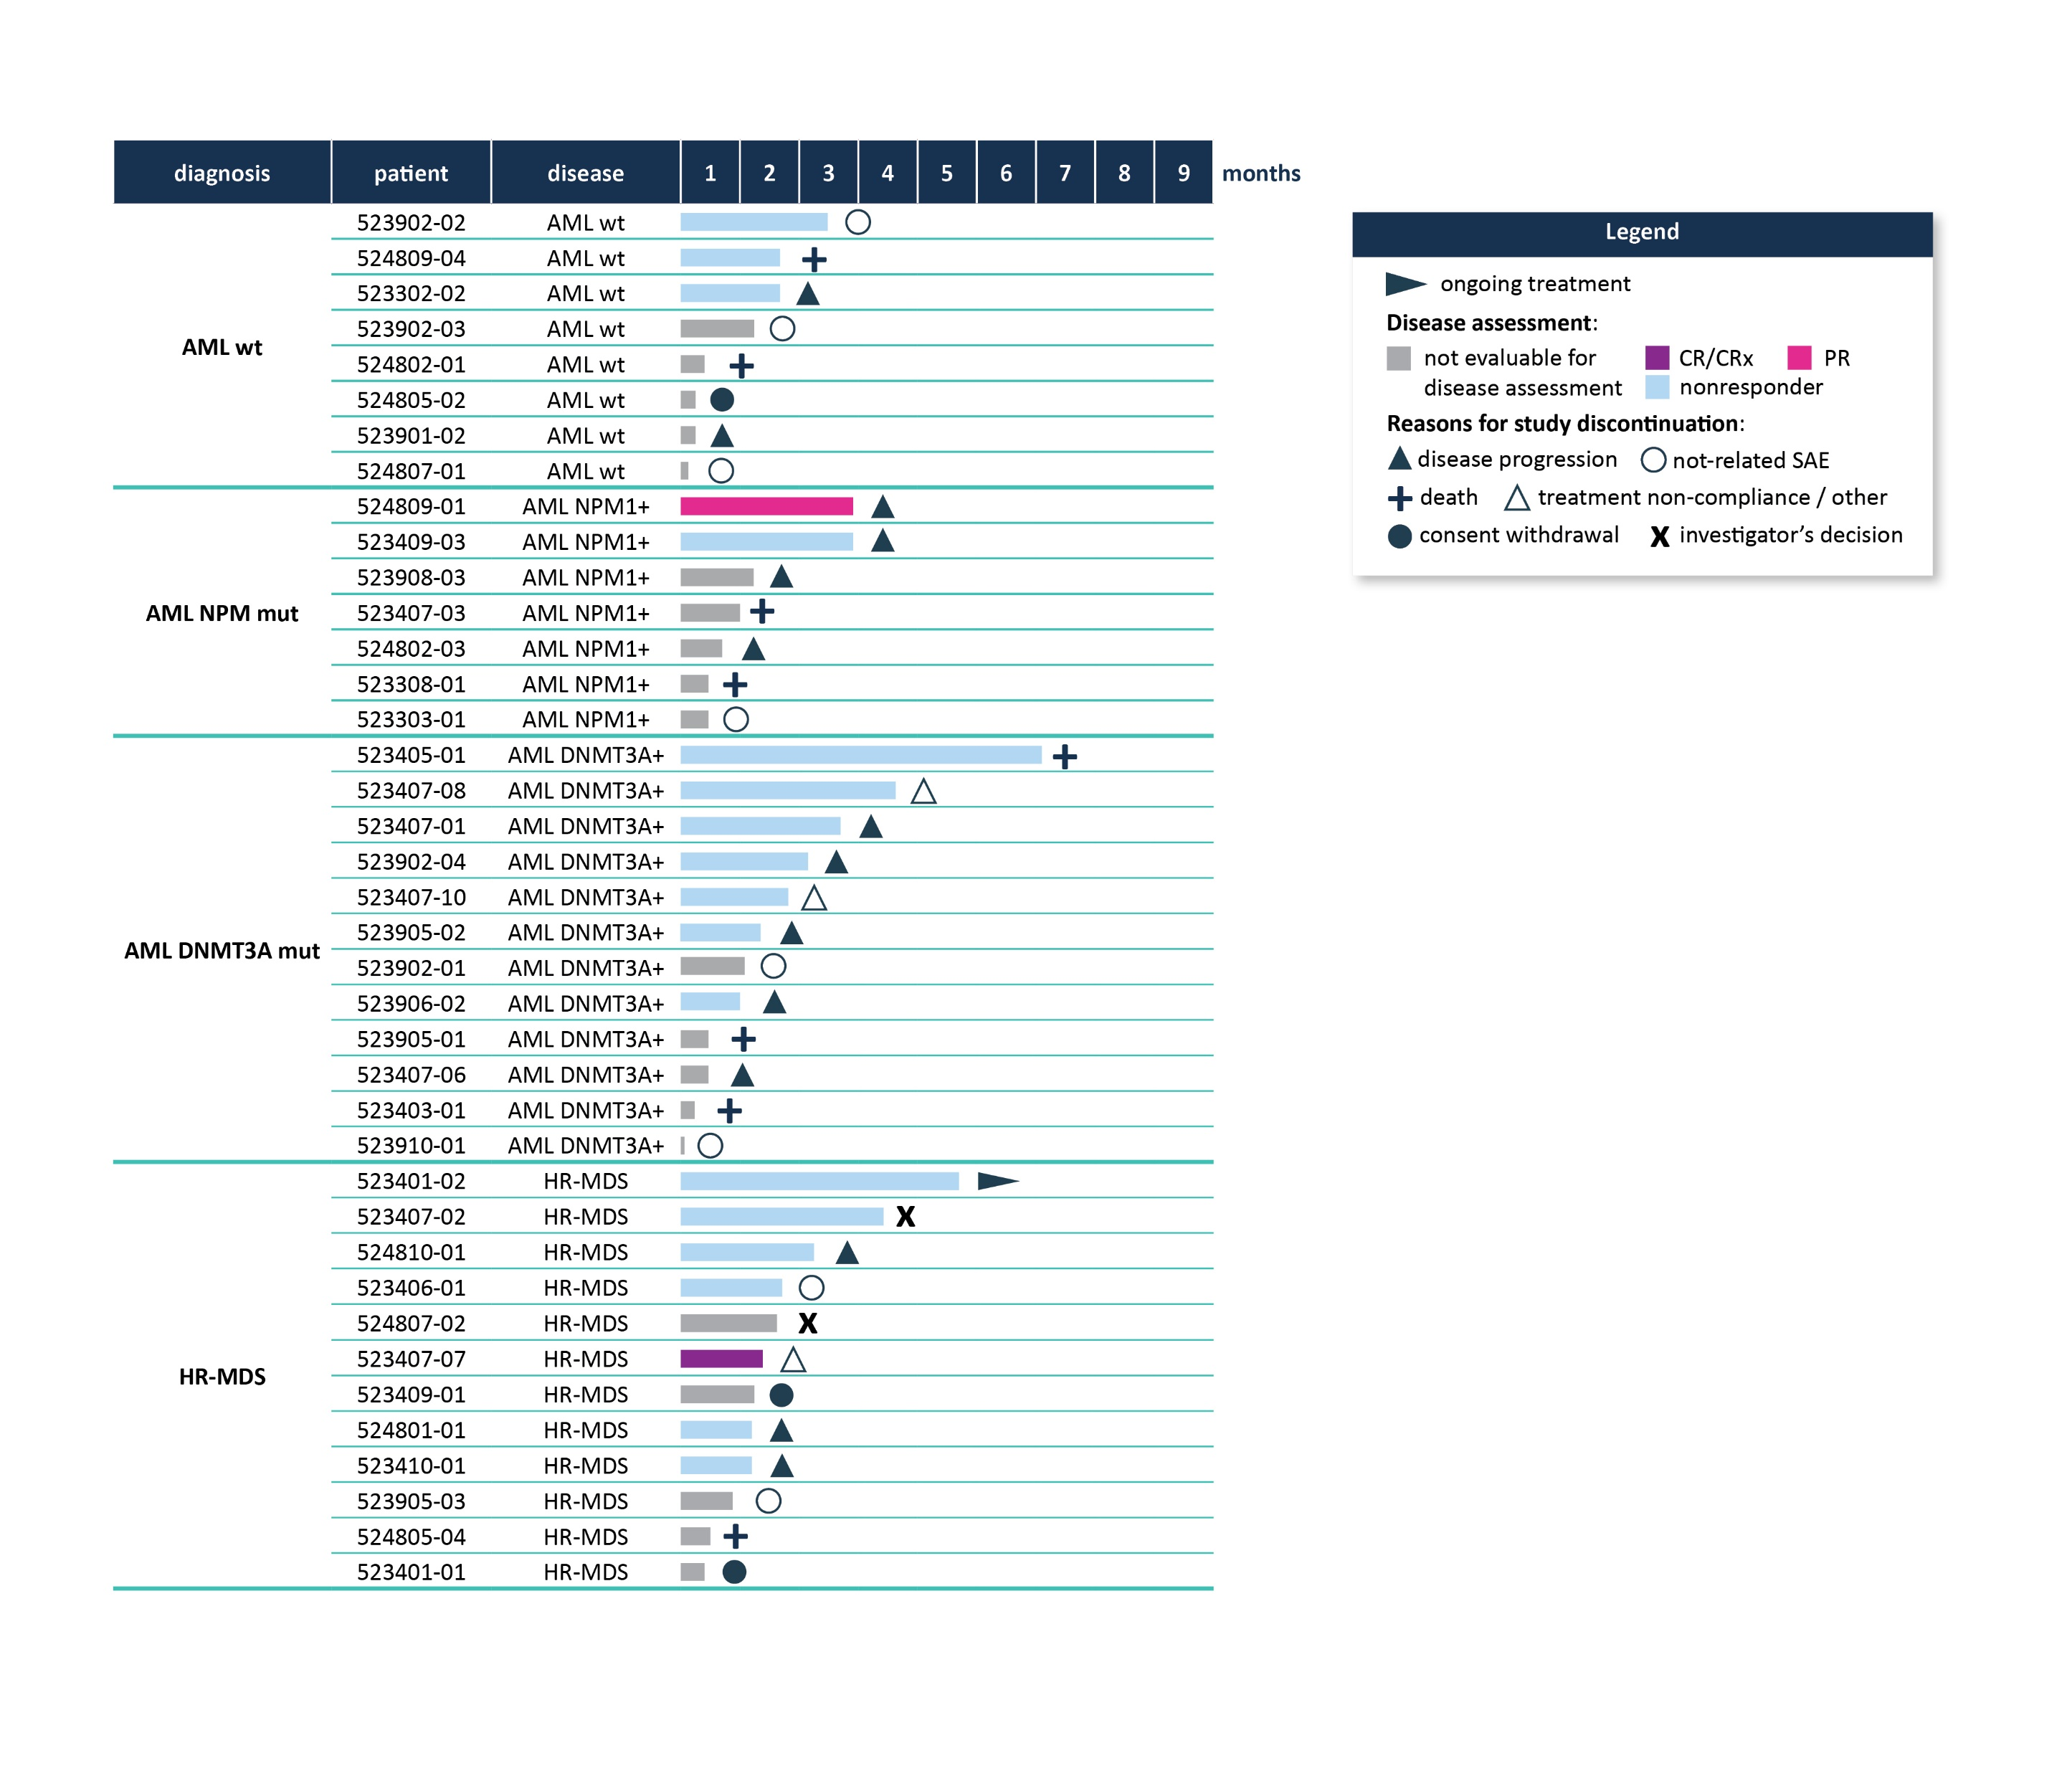 diagnosis patient disease 1 2 3 4 5 6 7 8 9 months
AML wt
523902-02 AML wt
524809-04 AML wt
523302-02 AML wt
523902-03 AML wt
524802-01 AML wt
524805-02 AML wt
523901-02 AML wt
524807-01 AML wt
AML NPM mut
524809-01 AML NPM1+
523409-03 AML NPM1+
523908-03 AML NPM1+
523407-03 AML NPM1+
524802-03 AML NPM1+
523308-01 AML NPM1+
523303-01 AML NPM1+
AML DNMT3A mut
523405-01 AML DNMT3A+
523407-08 AML DNMT3A+
523407-01 AML DNMT3A+
523902-04 AML DNMT3A+
523407-10 AML DNMT3A+
523905-02 AML DNMT3A+
523902-01 AML DNMT3A+
523906-02 AML DNMT3A+
523905-01 AML DNMT3A+
523407-06 AML DNMT3A+
523403-01 AML DNMT3A+
523910-01 AML DNMT3A+
HR-MDS
523401-02 HR-MDS
523407-02 HR-MDS
524810-01 HR-MDS
523406-01 HR-MDS
524807-02 HR-MDS
523407-07 HR-MDS
523409-01 HR-MDS
524801-01 HR-MDS
523410-01 HR-MDS
523905-03 HR-MDS
524805-04 HR-MDS
523401-01 HR-MDS
Legend
ongoing treatment
Disease assessment:
not evaluable for CR/CRx PR
disease assessment nonresponder
Reasons for study discontinuation:
disease progression not-related SAE
death treatment non-compliance / other
consent withdrawal investigator's decision